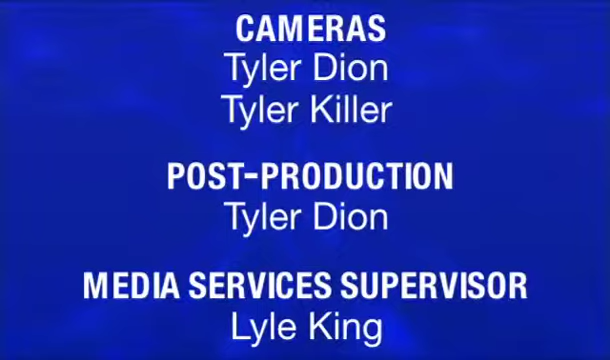 CAMERAS
Tyler Dion
Tyler Killer
POST-PRODUCTION
Tyler Dion
MEDIA SERVICES SUPERVISOR
Lyle King